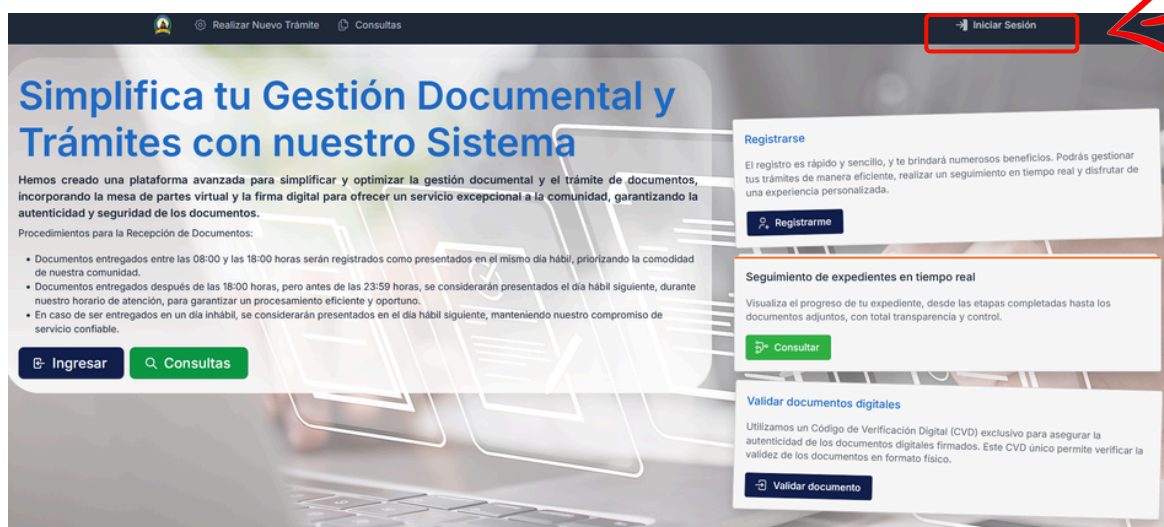 Realizar Nuevo Trámite
Consultas
Iniciar Sesión
Simplifica tu Gestión Documental y
Trámites con nuestro Sistema
Hemos creado una plataforma avanzada para simplificar y optimizar la gestión documental y el trámite de documentos,
incorporando la mesa de partes virtual y la firma digital para ofrecer un servicio excepcional a la comunidad, garantizando la
autenticidad y seguridad de los documentos.
Procedimientos para la Recepción de Documentos:
• Documentos entregados entre las 08:00 y las 18:00 horas serán registrados como presentados en el mismo día hábil, priorizando la comodidad
de nuestra comunidad.
• Documentos entregados después de las 18:00 horas, pero antes de las 23:59 horas, se considerarán presentados el día hábil siguiente, durante
nuestro horario de atención, para garantizar un procesamiento eficiente y oportuno.
• En caso de ser entregados en un día inhábil, se considerarán presentados en el día hábil siguiente, manteniendo nuestro compromiso de
servicio confiable.
Ingresar
Consultas
Registrarse
El registro es rápido y sencillo, y te brindará numerosos beneficios. Podrás gestionar
tus trámites de manera eficiente, realizar un seguimiento en tiempo real y disfrutar de
una experiencia personalizada.
Registrarme
Seguimiento de expedientes en tiempo real
Visualiza el progreso de tu expediente, desde las etapas completadas hasta los
documentos adjuntos, con total transparencia y control.
Consultar
Validar documentos digitales
Utilizamos un Código de Verificación Digital (CVD) exclusivo para asegurar la
autenticidad de los documentos digitales firmados. Este CVD único permite verificar la
validez de los documentos en formato físico.
Validar documento